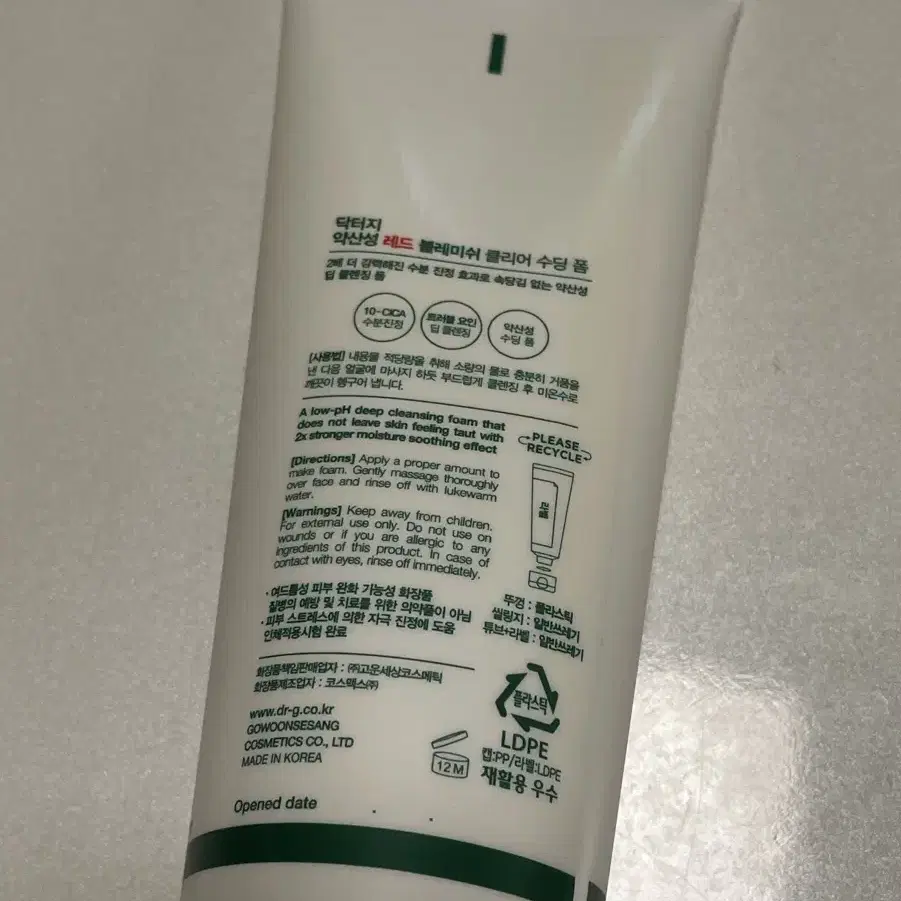 닥터지
약산성 레드 블레미쉬 클리어 수딩 폼
2배 더 강력해진 수분 진정 효과로 속당김 없는 약산성
딥 클렌징 폼
10-CICA
수분진정
트러블 요인
딥 클렌징
약산성
수딩 폼
[사용법] 내용물 적당량을 취해 소량의 물로 충분히 거품을
낸 다음 얼굴에 마사지 하듯 부드럽게 클렌징 후 미온수로
깨끗이 헹구어 냅니다.
A low-pH deep cleansing foam that
does not leave skin feeling taut with
2x stronger moisture soothing effect
[Directions] Apply a proper amount to
make foam. Gently massage thoroughly
over face and rinse off with lukewarm
water.
[Warnings] Keep away from children.
For external use only. Do not use on
wounds or if you are allergic to any
ingredients of this product. In case of
contact with eyes, rinse off immediately.
PLEASE
RECYCLE
라벨
뚜껑 : 플라스틱
씰링지 : 일반쓰레기
튜브+라벨 : 일반쓰레기
· 여드름성 피부 완화 기능성 화장품
질병의 예방 및 치료를 위한 의약품이 아님
· 피부 스트레스에 의한 자극 진정에 도움
인체적용시험 완료
화장품책임판매업자 : ㈜고운세상코스메틱
화장품제조업자 : 코스맥스㈜
www.dr-g.co.kr
GOWOONSESANG
COSMETICS CO., LTD
MADE IN KOREA
12 M
플라스틱
LDPE
캡:PP/라벨:LDPE
재활용 우수
Opened date